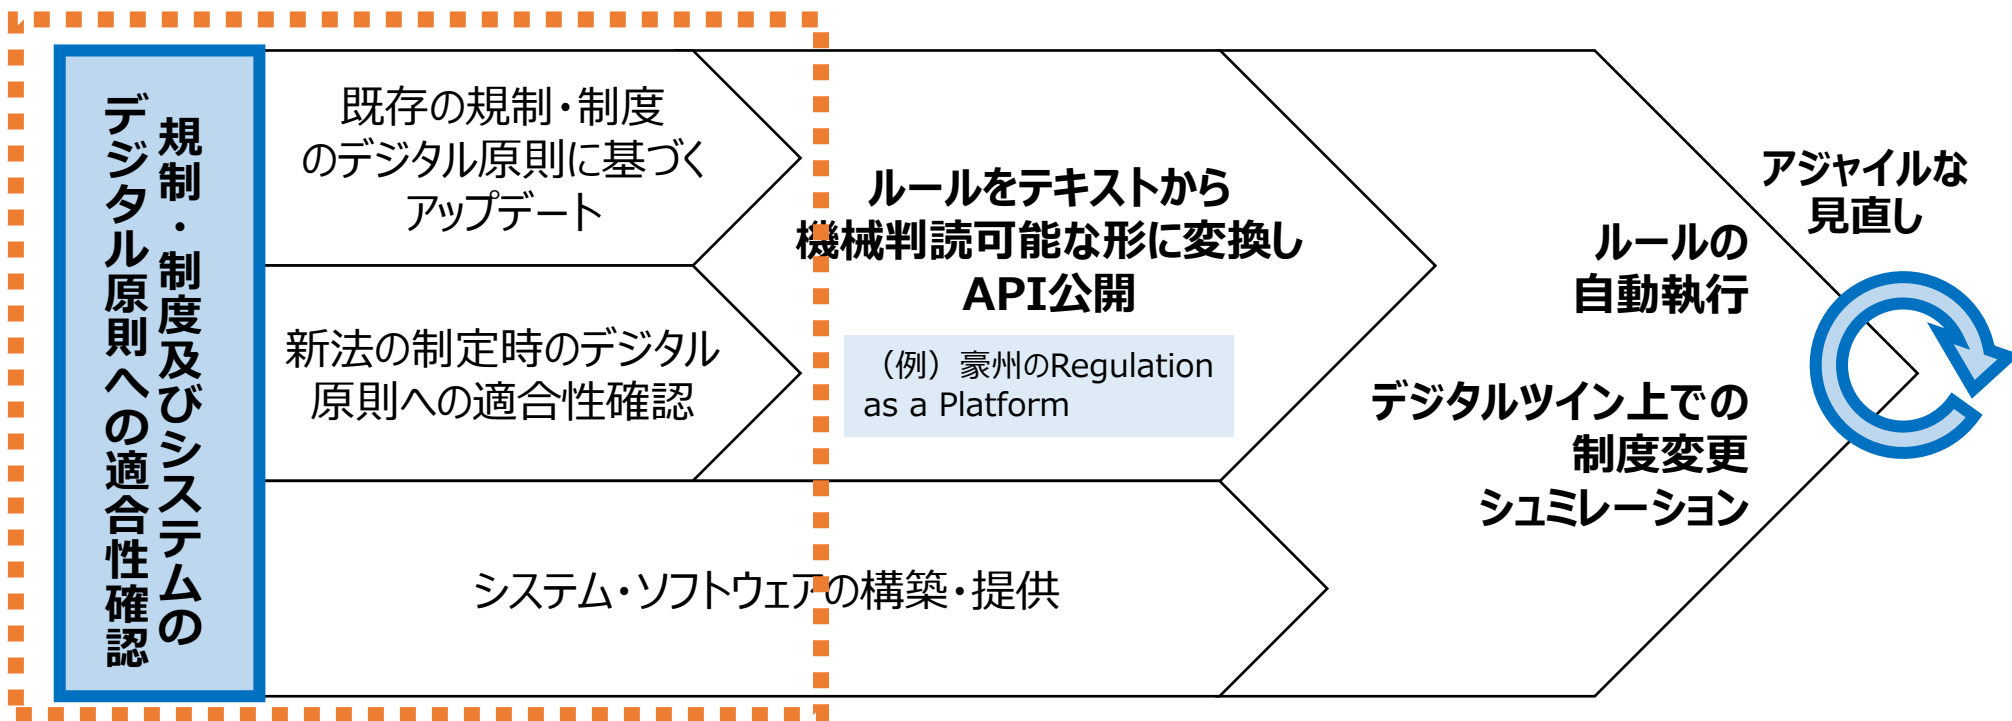 規制・制度及びシステムの
デジタル原則への適合性確認
既存の規制・制度
のデジタル原則に基づく
アップデート
新法の制定時のデジタル
原則への適合性確認
システム・ソフトウェアの構築・提供
ルールをテキストから
機械判読可能な形に変換し
API公開
（例）豪州のRegulation
as a Platform
ルールの
自動執行
デジタルツイン上での
制度変更
シュミレーション
アジャイルな
見直し